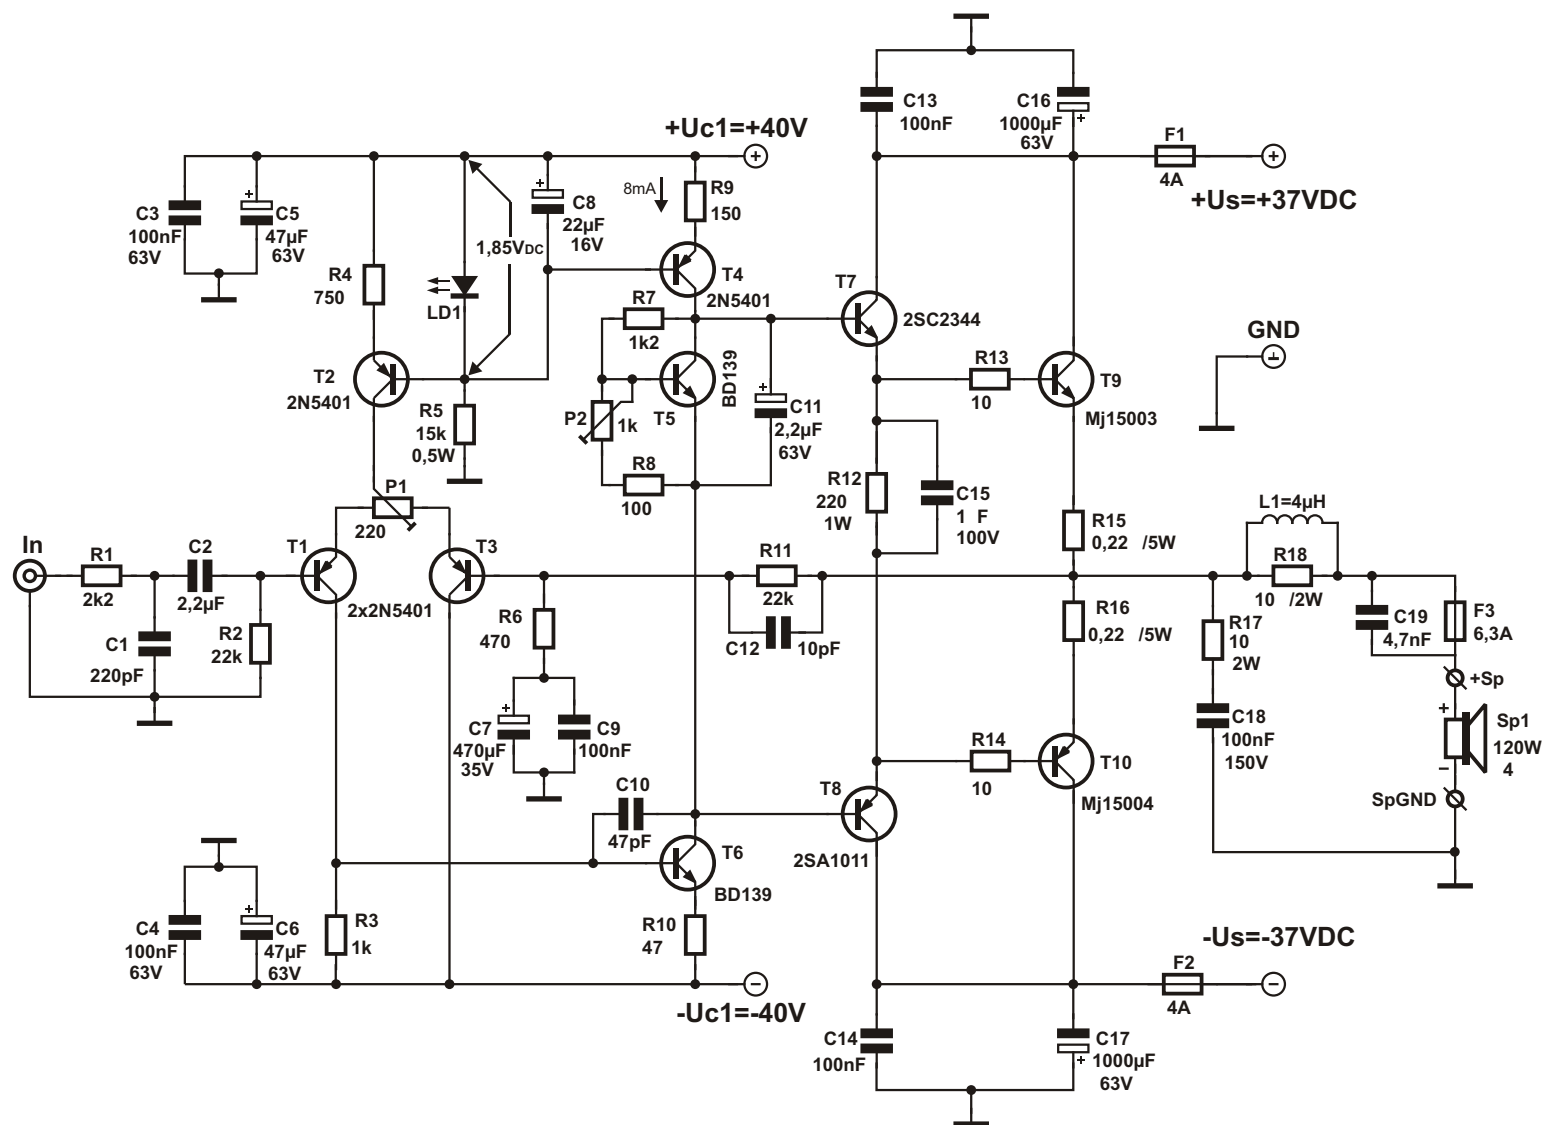 +Uc1=+40V
C13
100nF
C16
1000µF
63V
+
F1
4A
+Us=+37VDC
C3
100nF
63V
+
C5
47µF
63V
R4
750
LD1
1,85VDC
+
C8
22µF
16V
8mA
R9
150
T4
2N5401
T7
2SC2344
R7
1k2
BD139
T5
P2
1k
R8
100
+
C11
2,2µF
63V
T2
2N5401
R5
15k
0,5W
R13
10
T9
Mj15003
GND
R12
220
1W
C15
1 F
100V
R15
0,22 /5W
L1=4µH
P1
220
In
R1
2k2
C2
2,2µF
T1
T3
2x2N5401
C1
220pF
R2
22k
R6
470
R11
22k
C12
10pF
R16
0,22 /5W
R18
10 /2W
R17
10
2W
C19
4,7nF
F3
6,3A
+Sp
+
Sp1
120W
4
–
SpGND
C18
100nF
150V
+
C7
470µF
35V
C9
100nF
C10
47pF
R14
10
T10
Mj15004
T8
2SA1011
T6
BD139
C4
100nF
63V
+
C6
47µF
63V
R3
1k
R10
47
-Uc1=-40V
-Us=-37VDC
F2
4A
C14
100nF
C17
1000µF
63V
+